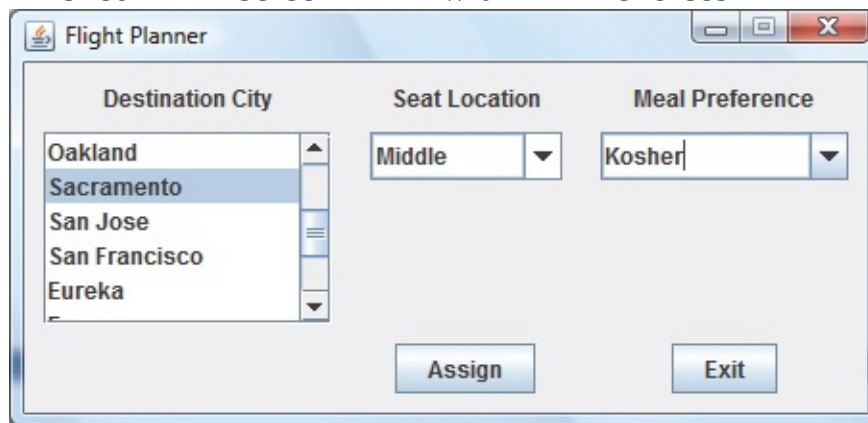 Flight Planner
Destination City
Seat Location
Meal Preference
Oakland
Sacramento
San Jose
San Francisco
Eureka
Middle
Kosher
Assign
Exit